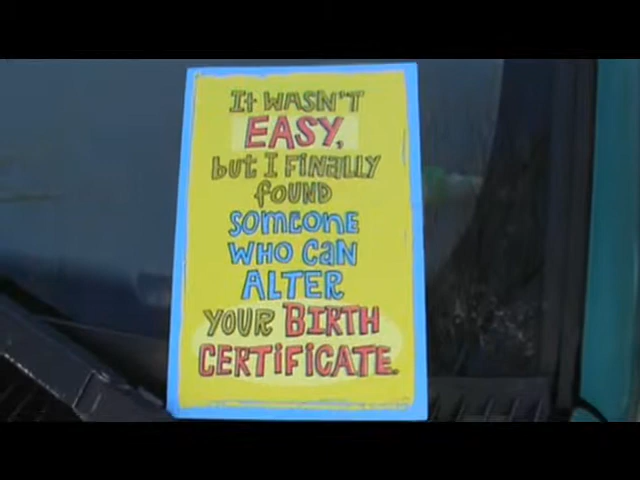 It WASN'T
EASY,
but I FINALLY
foUND
SOMEONE
WHO CAN
ALTER
YOUR BIRTH
CERTIFICATE.